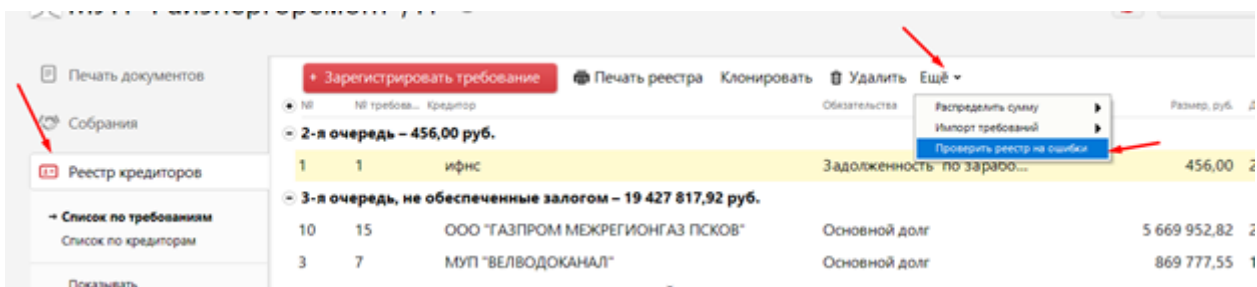 Печать документов
+ Зарегистрировать требование Печать реестра Клонировать Удалить Ещё
№ № требова... Кредитор Обязательства Размер, руб.
Распределить сумму
Импорт требований
Проверить реестр на ошибки
Собрания
2-я очередь – 456,00 руб.
Реестр кредиторов
1 1 ифнс Задолженность по зарабо... 456,00 2
3-я очередь, не обеспеченные залогом – 19 427 817,92 руб.
→ Список по требованиям
Список по кредиторам
10 15 ООО "ГАЗПРОМ МЕЖРЕГИОНГАЗ ПСКОВ" Основной долг 5 669 952,82 2
3 7 МУП "ВЕЛВОДОКАНАЛ" Основной долг 869 777,55 1
Показывать